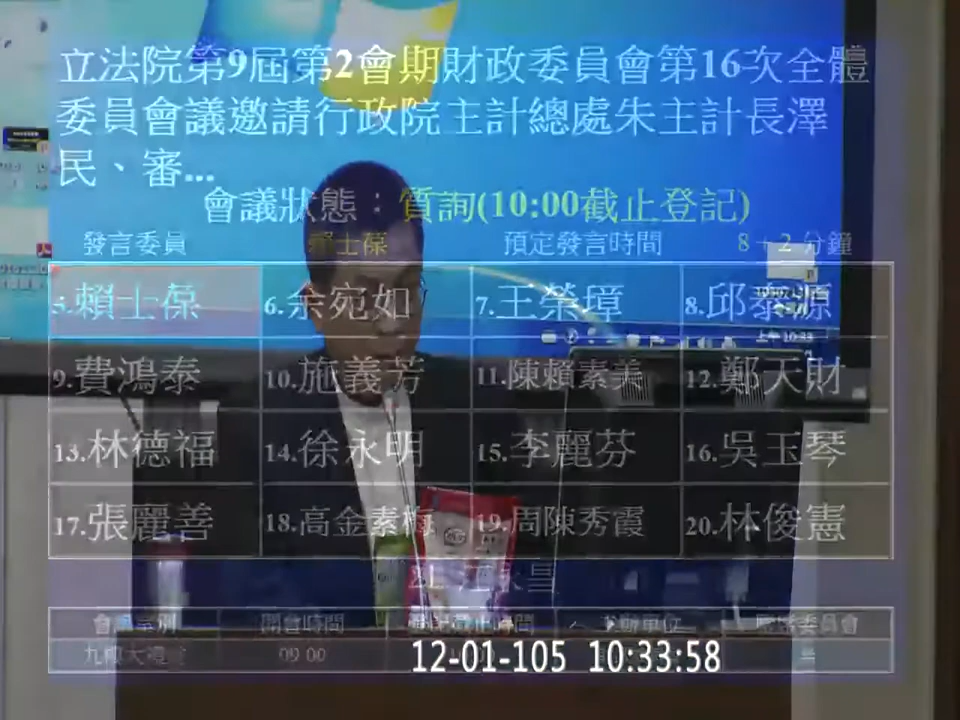 立法院第9屆第2會期財政委員會第16次全體
委員會議邀請行政院主計總處朱主計長澤
民、審...
會議狀態：質詢(10:00截止登記)
發言委員 賴士葆 預定發言時間 8+2分鐘
5.賴士葆 6.余宛如 7.王榮璋 8.邱泰源
9.費鴻泰 10.施義芳 11.陳賴素美 12.鄭天財
13.林德福 14.徐永明 15.李麗芬 16.吳玉琴
17.張麗善 18.高金素梅 19.周陳秀霞 20.林俊憲
開會時間
09:00
12-01-105 10:33:58